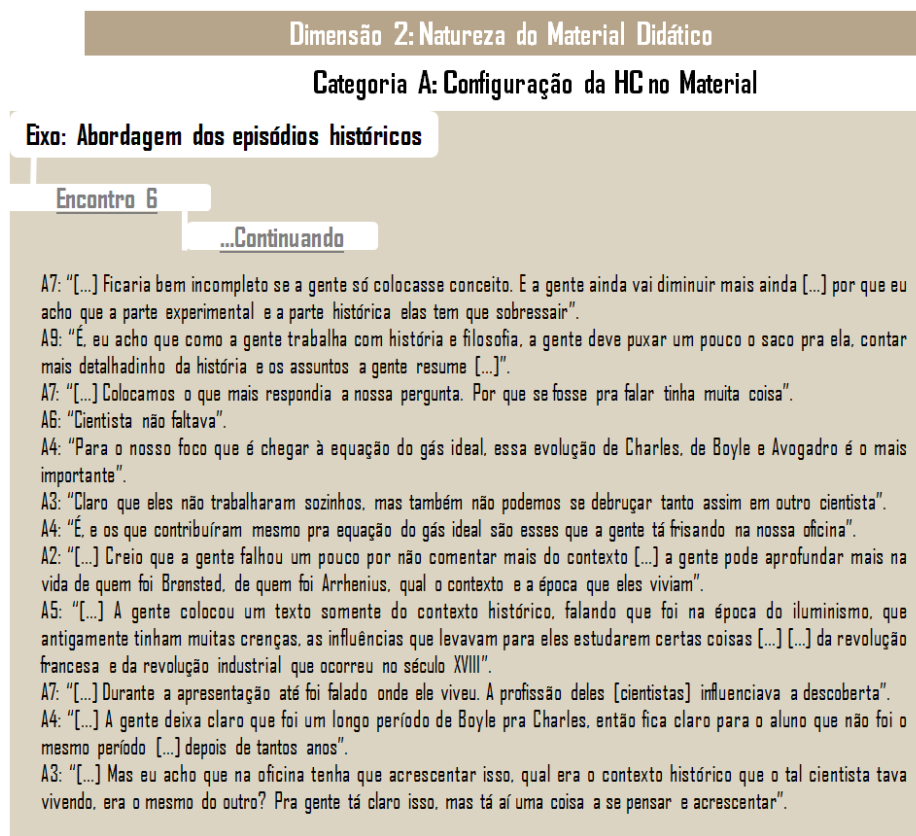 Dimensão 2: Natureza do Material Didático
Categoria A: Configuração da HC no Material
Eixo: Abordagem dos episódios históricos
Encontro 6
...Continuando
A7: “[...] Ficaria bem incompleto se a gente só colocasse conceito. E a gente ainda vai diminuir mais ainda [...] por que eu
acho que a parte experimental e a parte histórica elas tem que sobressair”.
A9: “É, eu acho que como a gente trabalha com história e filosofia, a gente deve puxar um pouco o saco pra ela, contar
mais detalhadinho da história e os assuntos a gente resume [...]”.
A7: “[...] Colocamos o que mais respondia a nossa pergunta. Por que se fosse pra falar tinha muita coisa”.
A6: “Cientista não faltava”.
A4: “Para o nosso foco que é chegar à equação do gás ideal, essa evolução de Charles, de Boyle e Avogadro é o mais
importante”.
A3: “Claro que eles não trabalharam sozinhos, mas também não podemos se debruçar tanto assim em outro cientista”.
A4: “É, e os que contribuíram mesmo pra equação do gás ideal são esses que a gente tá frisando na nossa oficina”.
A2: “[...] Creio que a gente falhou um pouco por não comentar mais do contexto [...] a gente pode aprofundar mais na
vida de quem foi Brønsted, de quem foi Arrhenius, qual o contexto e a época que eles viviam”.
A5: “[...] A gente colocou um texto somente do contexto histórico, falando que foi na época do iluminismo, que
antigamente tinham muitas crenças, as influências que levavam para eles estudarem certas coisas [...] [...] da revolução
francesa e da revolução industrial que ocorreu no século XVIII”.
A7: “[...] Durante a apresentação até foi falado onde ele viveu. A profissão deles [cientistas] influenciava a descoberta”.
A4: “[...] A gente deixa claro que foi um longo período de Boyle pra Charles, então fica claro para o aluno que não foi o
mesmo período [...] depois de tantos anos”.
A3: “[...] Mas eu acho que na oficina tenha que acrescentar isso, qual era o contexto histórico que o tal cientista tava
vivendo, era o mesmo do outro? Pra gente tá claro isso, mas tá aí uma coisa a se pensar e acrescentar”.